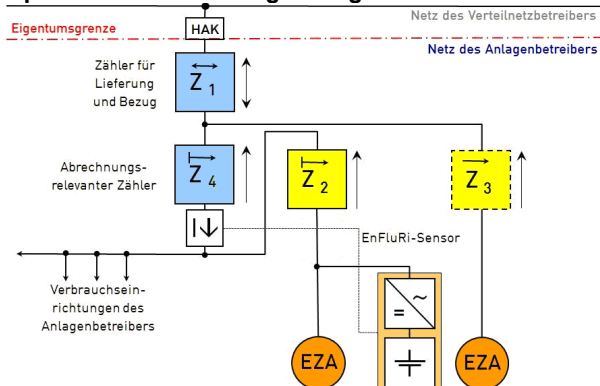 Netz des Verteilnetzbetreibers
Eigentumsgrenze
HAK
Netz des Anlagenbetreibers
Zähler für
Lieferung
und Bezug
Z 1
Abrechnungs-
relevanter Zähler
Z 4
Z 2
Z 3
EnFluRi-Sensor
Verbrauchsein-
richtungen des
Anlagenbetreibers
~
=
EZA
EZA